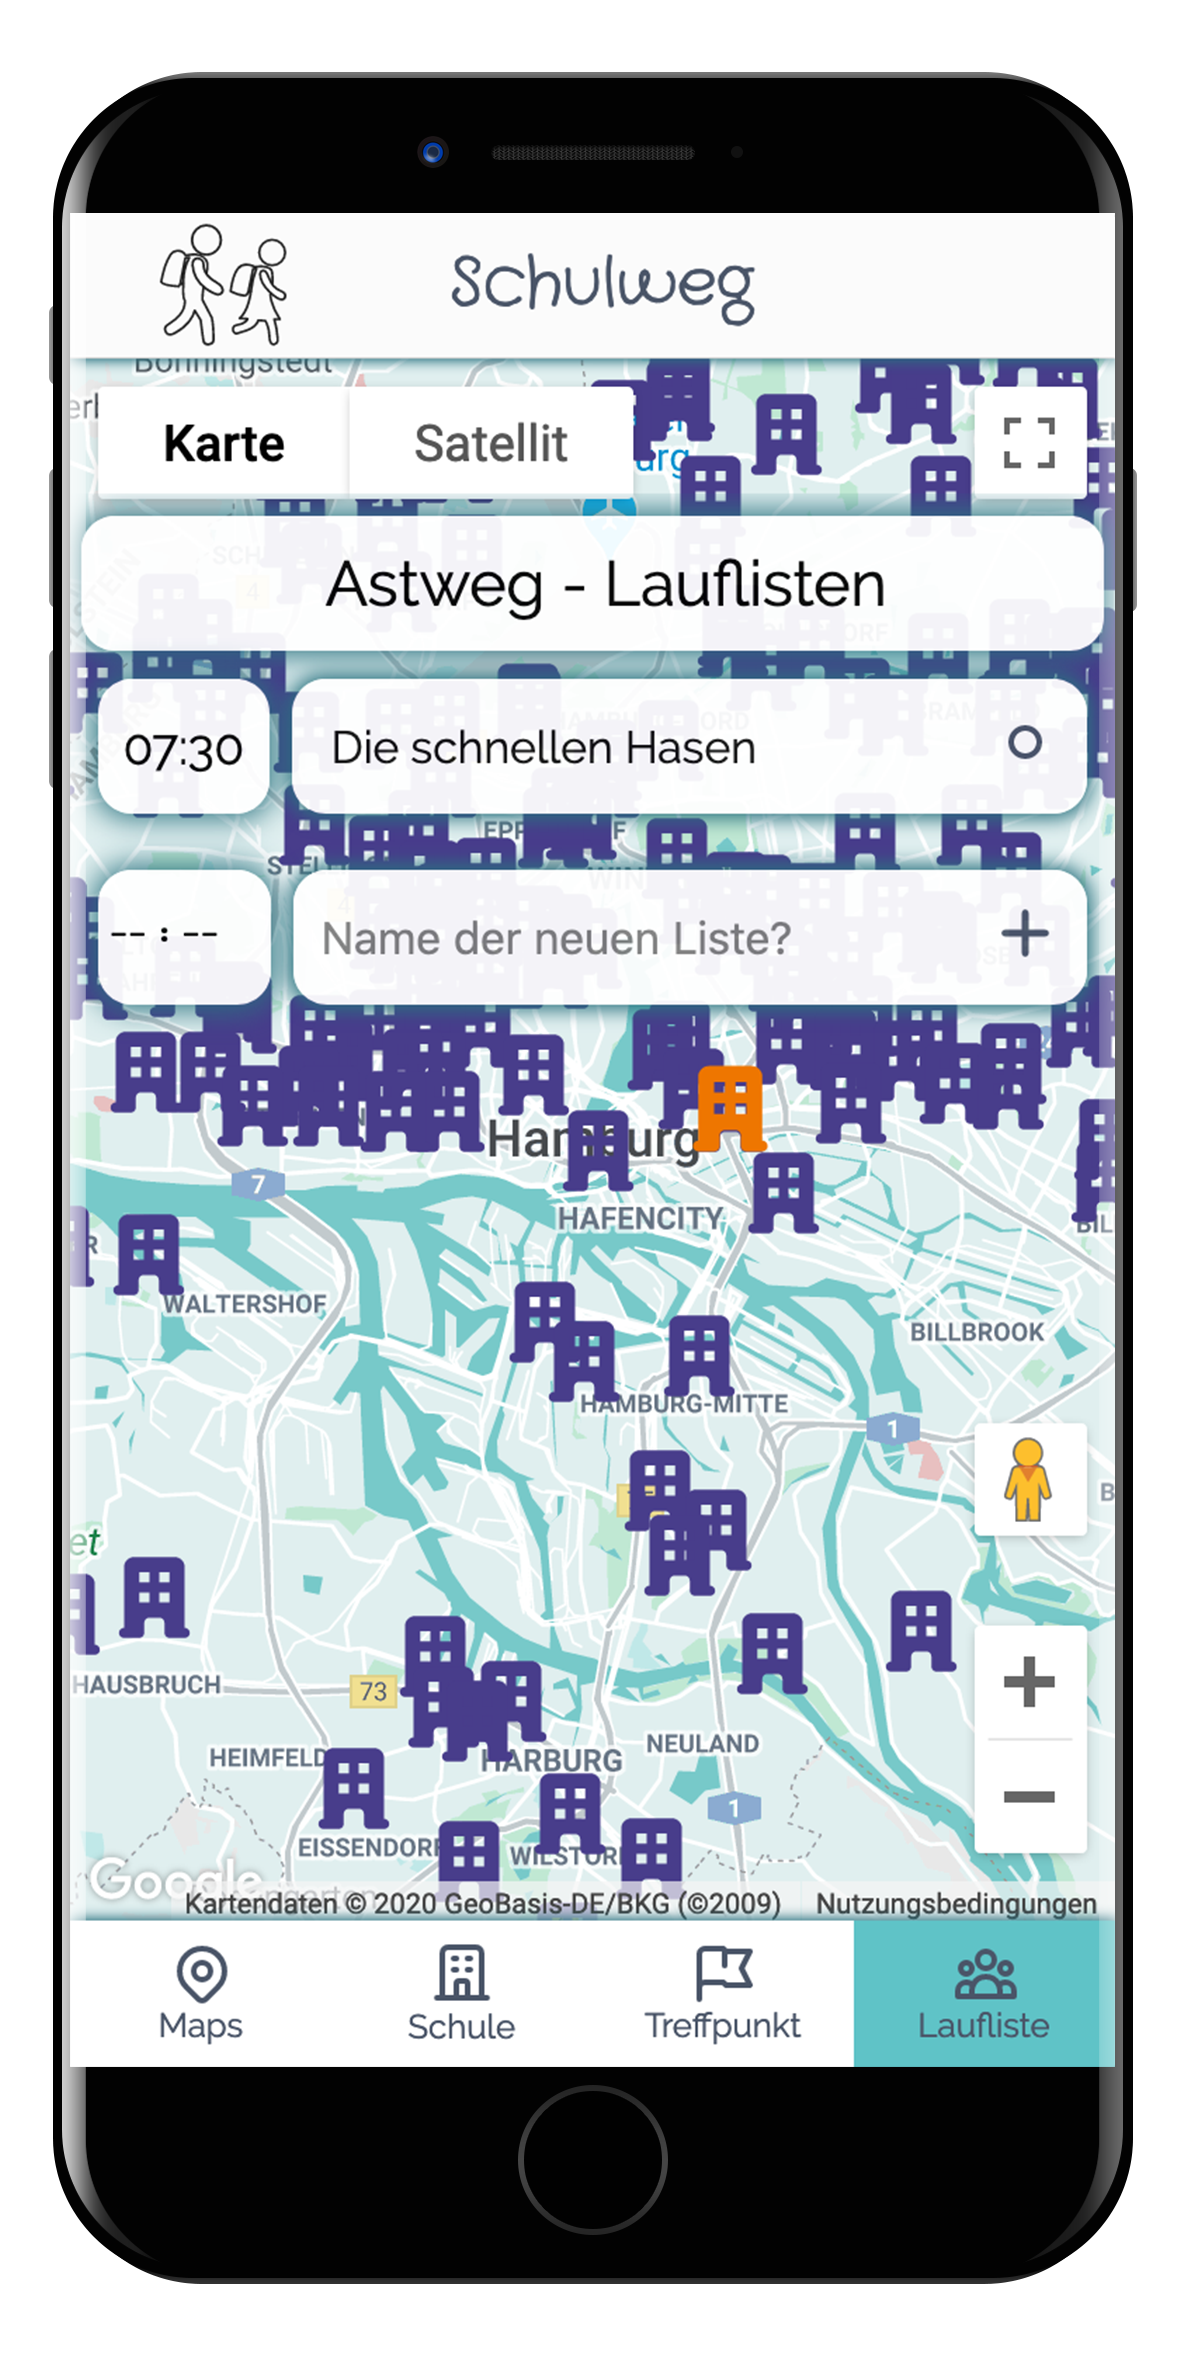 Schulweg
Bönningstedt
Karte
Satellit
Astweg - Lauflisten
07:30
Die schnellen Hasen
-- : --
Name der neuen Liste?
Hamburg
7
HAFENCITY
WALTERSHOF
BILLBROOK
HAMBURG-MITTE
1
HAUSBRUCH
73
HEIMFELD
HARBURG
NEULAND
1
EISSENDORF
WILSTORF
Google
Kartendaten © 2020 GeoBasis-DE/BKG (©2009)
Nutzungsbedingungen
Maps
Schule
Treffpunkt
Laufliste